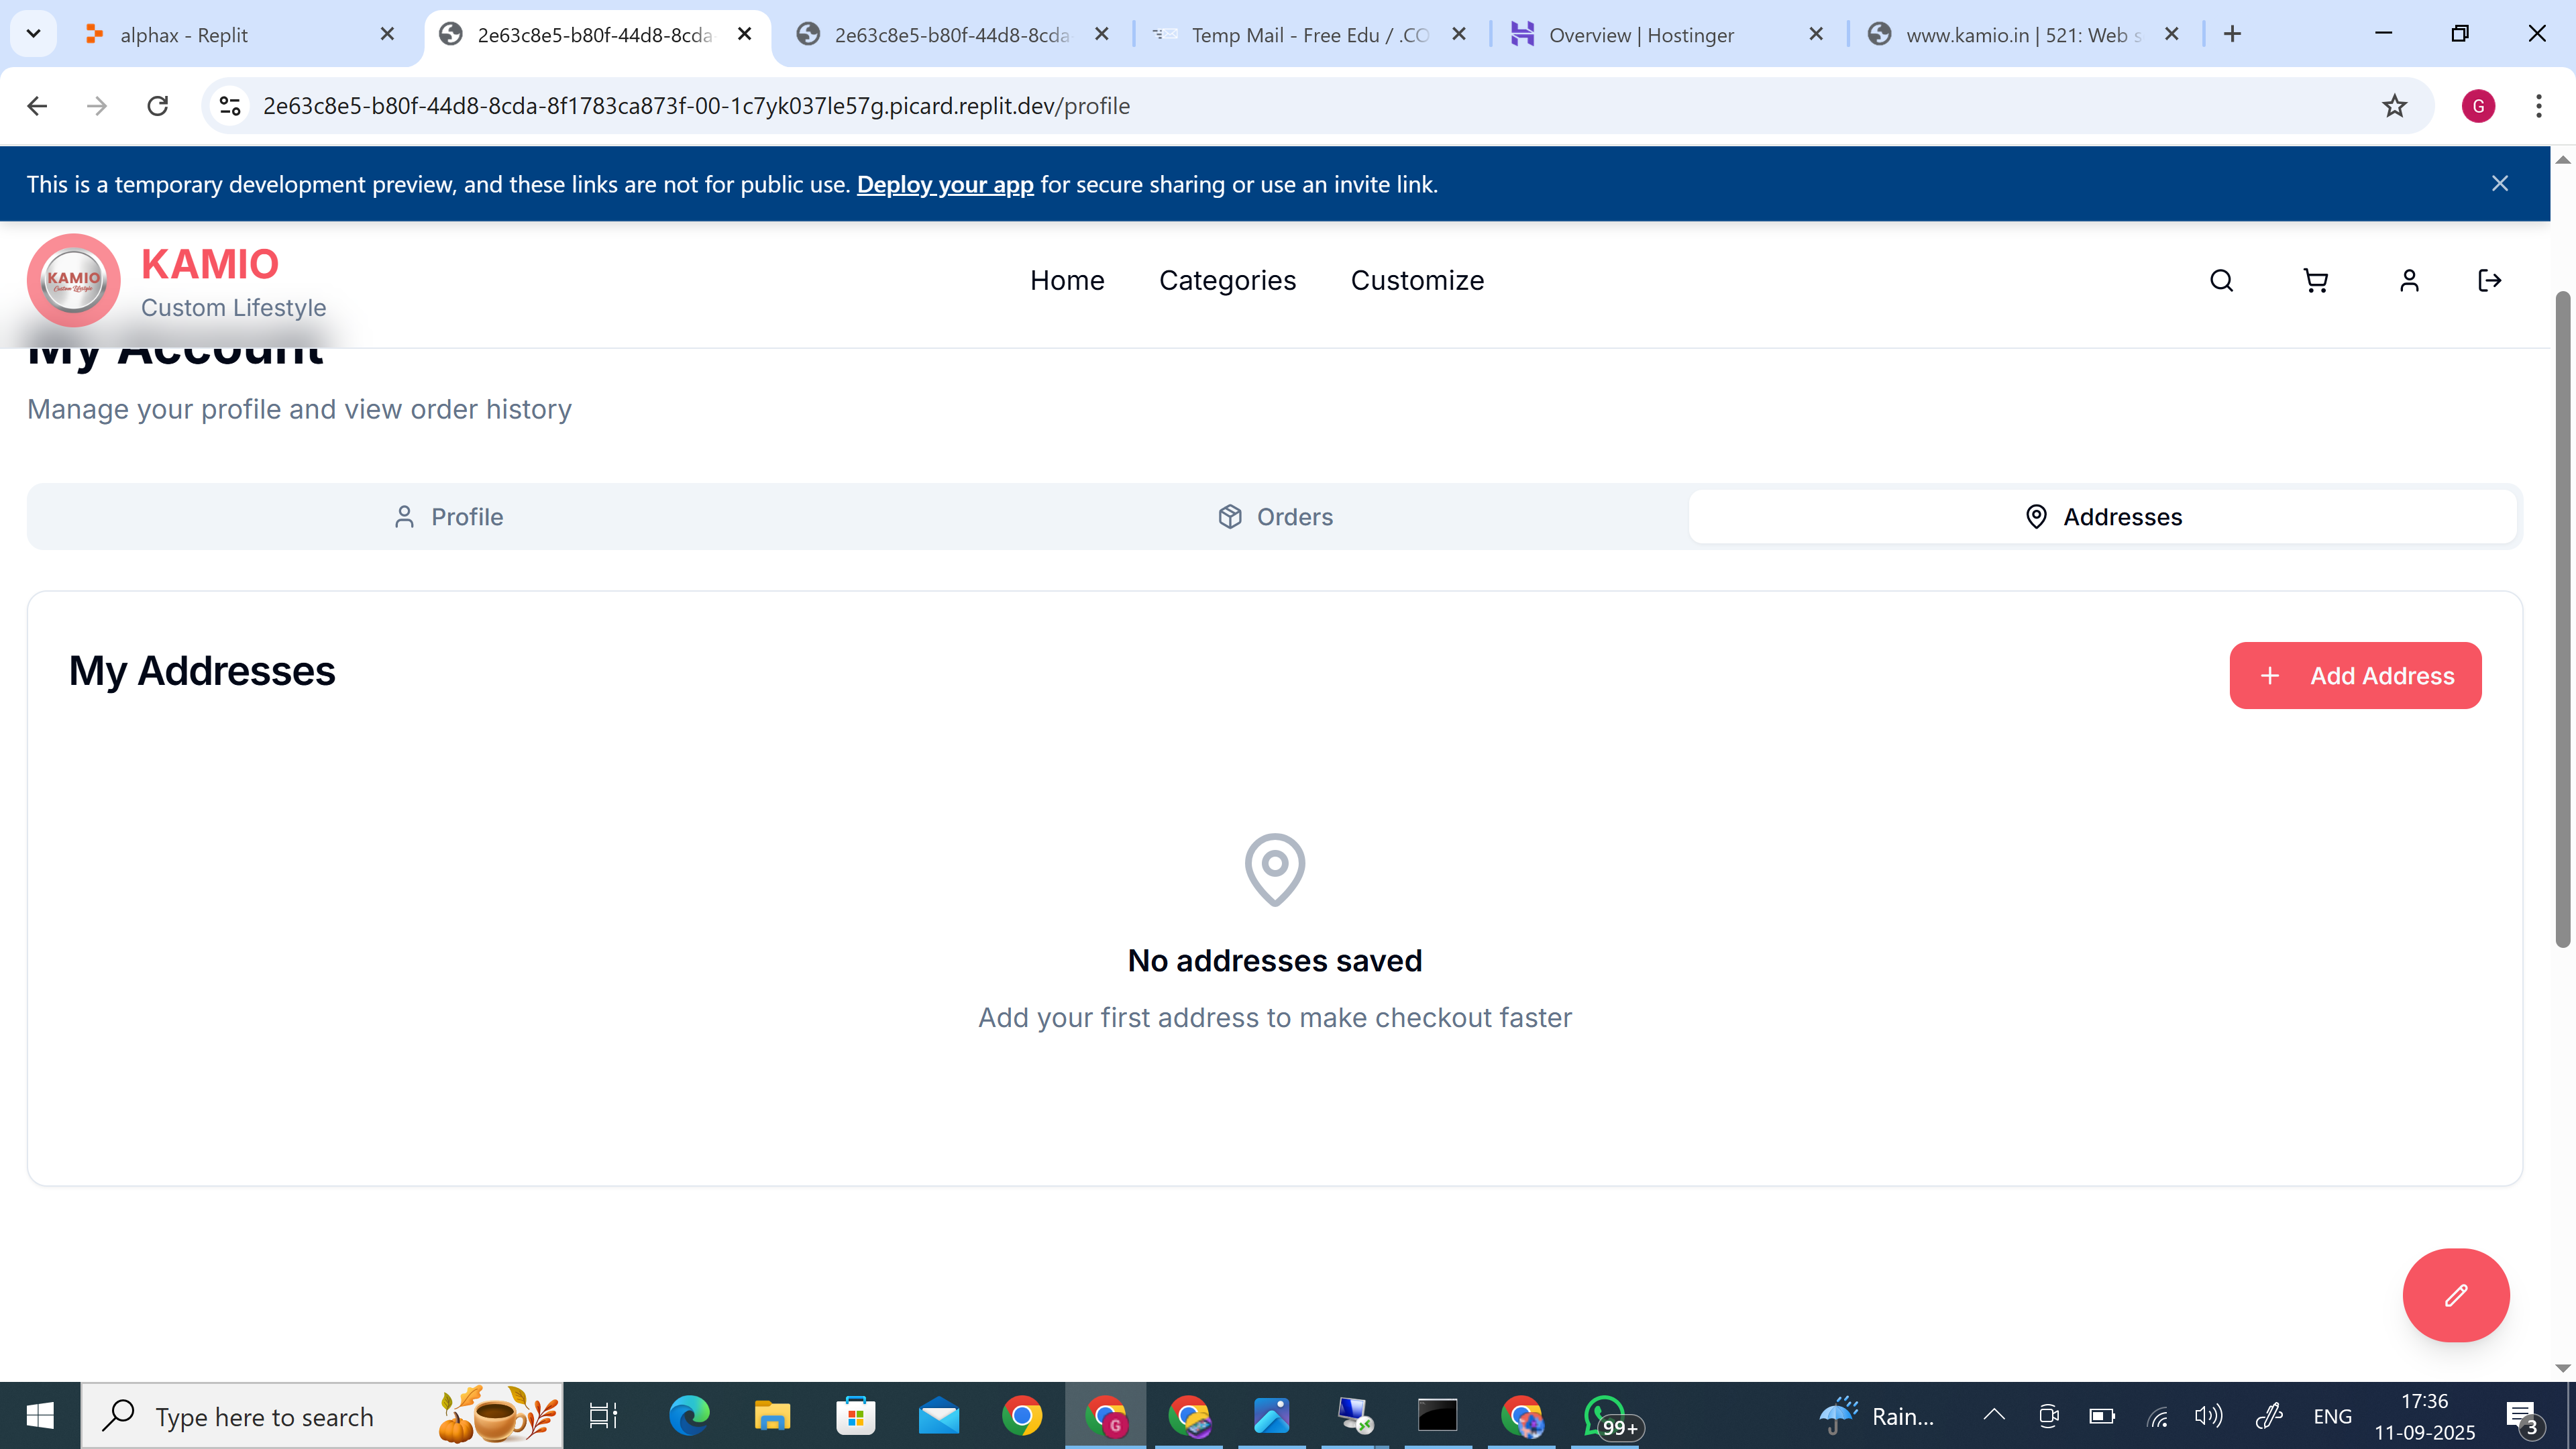 alphax - Replit
2e63c8e5-b80f-44d8-8cda-
2e63c8e5-b80f-44d8-8cda-
Temp Mail - Free Edu / .CO
Overview | Hostinger
www.kamio.in | 521: Web s
2e63c8e5-b80f-44d8-8cda-8f1783ca873f-00-1c7yk037le57g.picard.replit.dev/profile
G
This is a temporary development preview, and these links are not for public use. Deploy your app for secure sharing or use an invite link.
KAMIO
Custom Lifestyle
KAMIO
Custom Lifestyle
Home
Categories
Customize
My Account
Manage your profile and view order history
Profile
Orders
Addresses
My Addresses
+ Add Address
No addresses saved
Add your first address to make checkout faster
Type here to search
G
99+
Rain...
ENG
17:36
11-09-2025
3